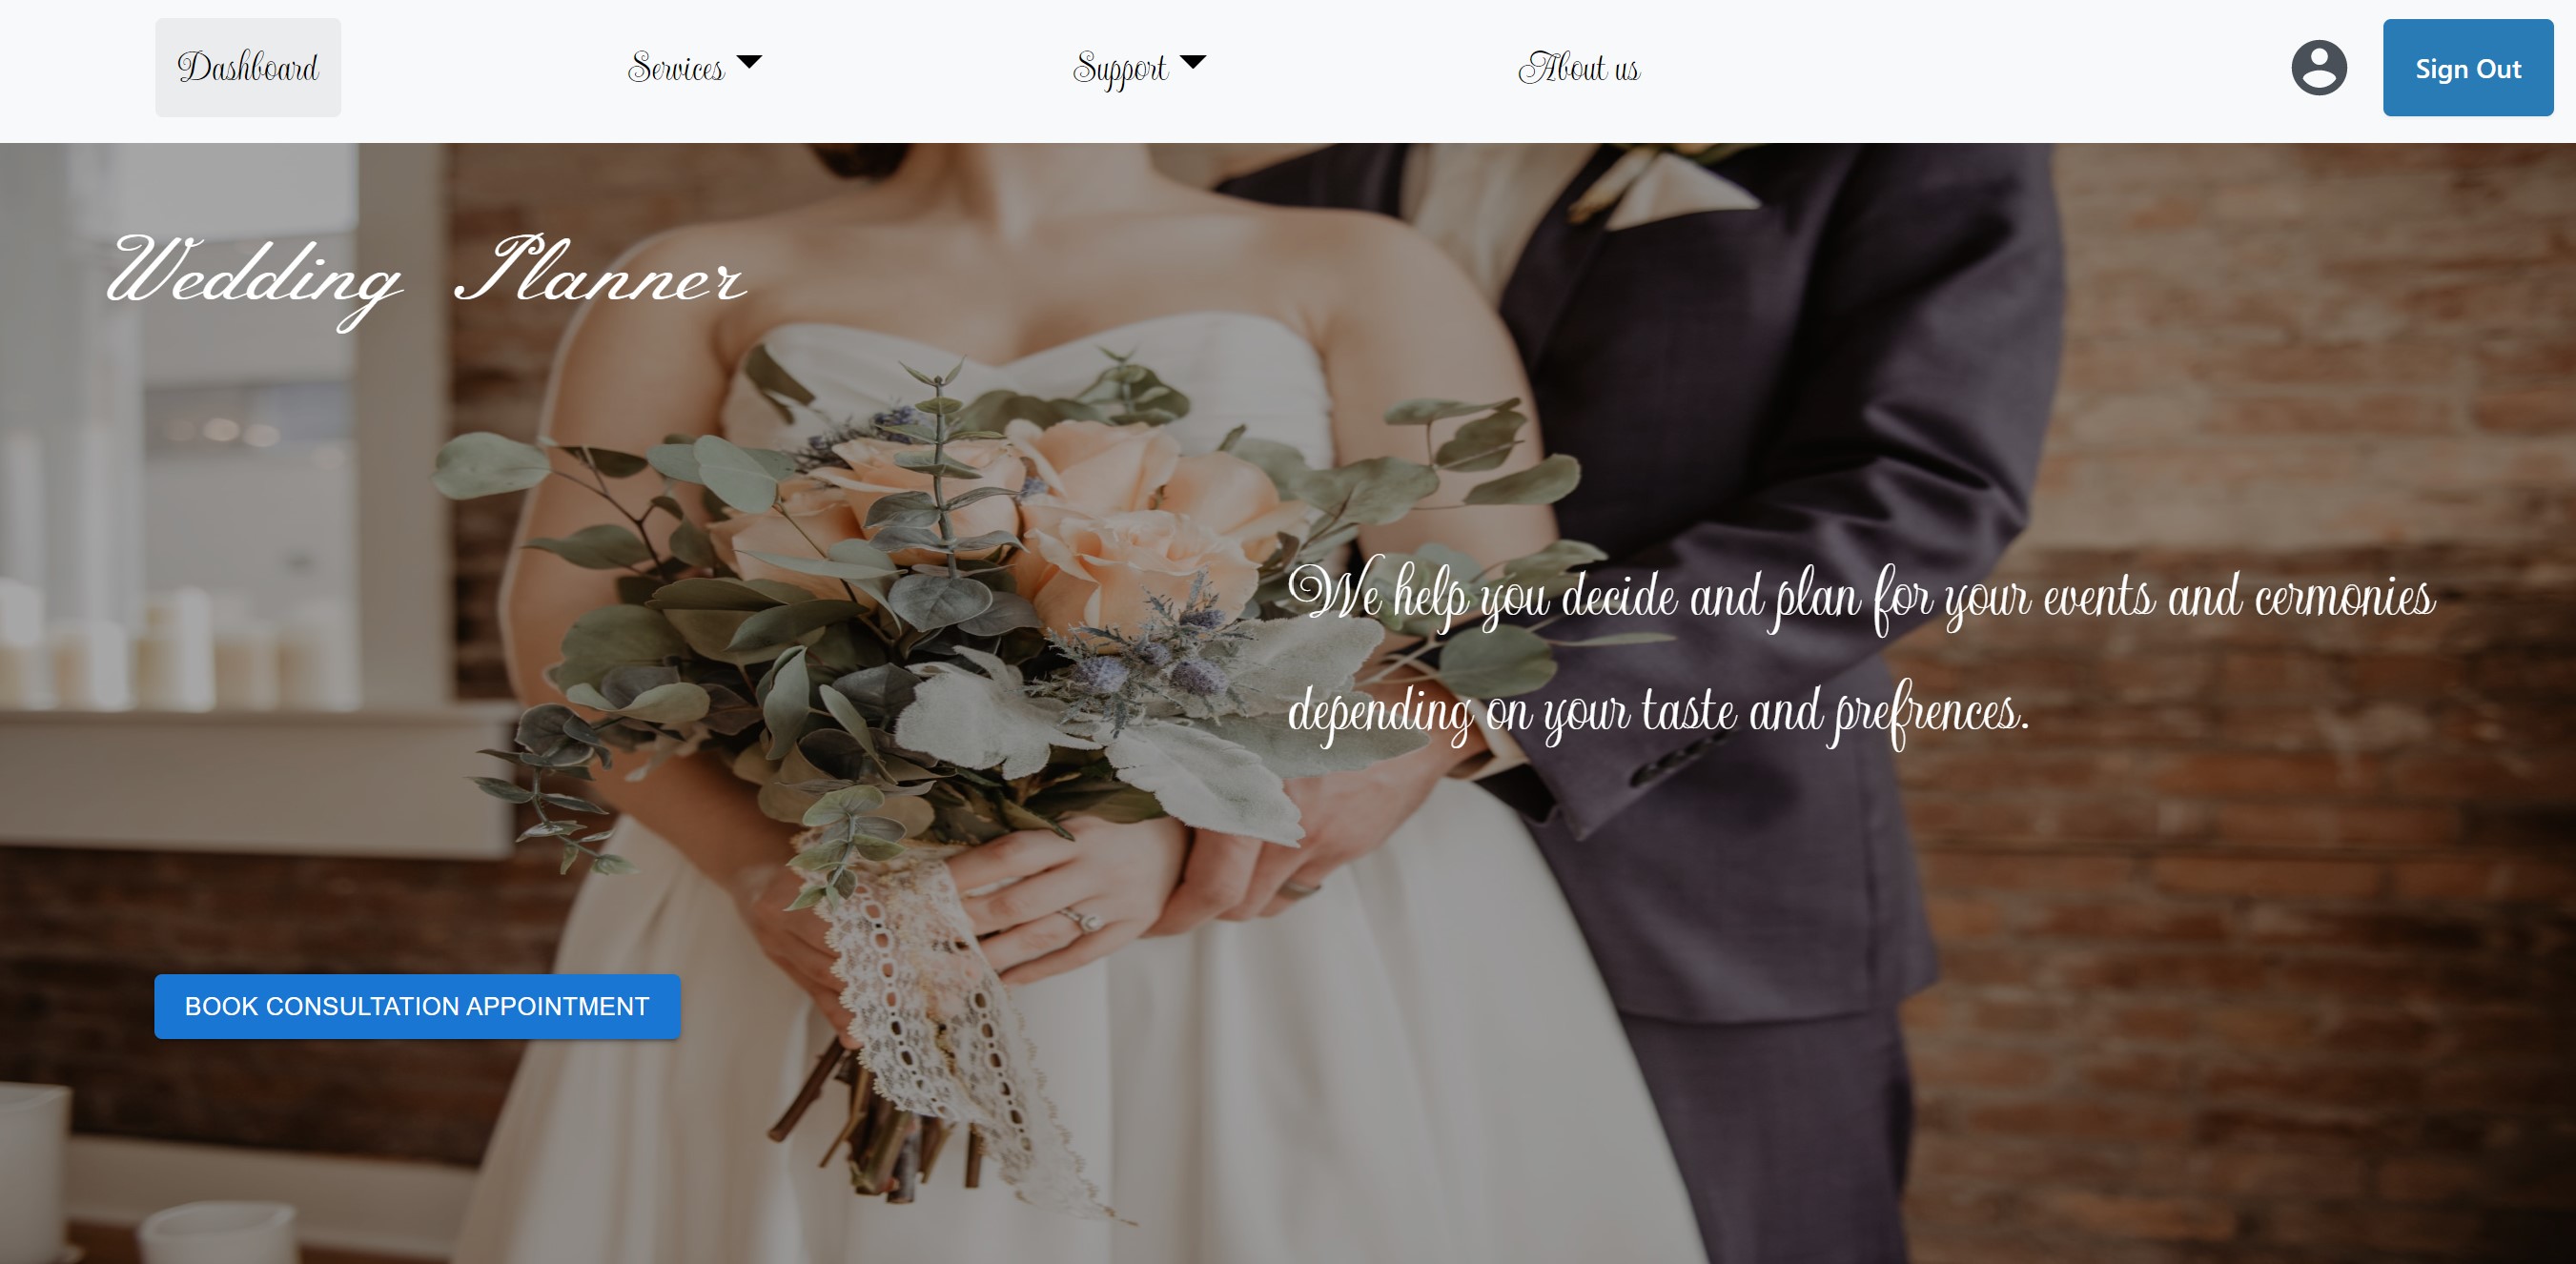 Dashboard
Services
Support
About us
Sign Out
Wedding Planner
We help you decide and plan for your events and cermonies
depending on your taste and prefrences.
BOOK CONSULTATION APPOINTMENT